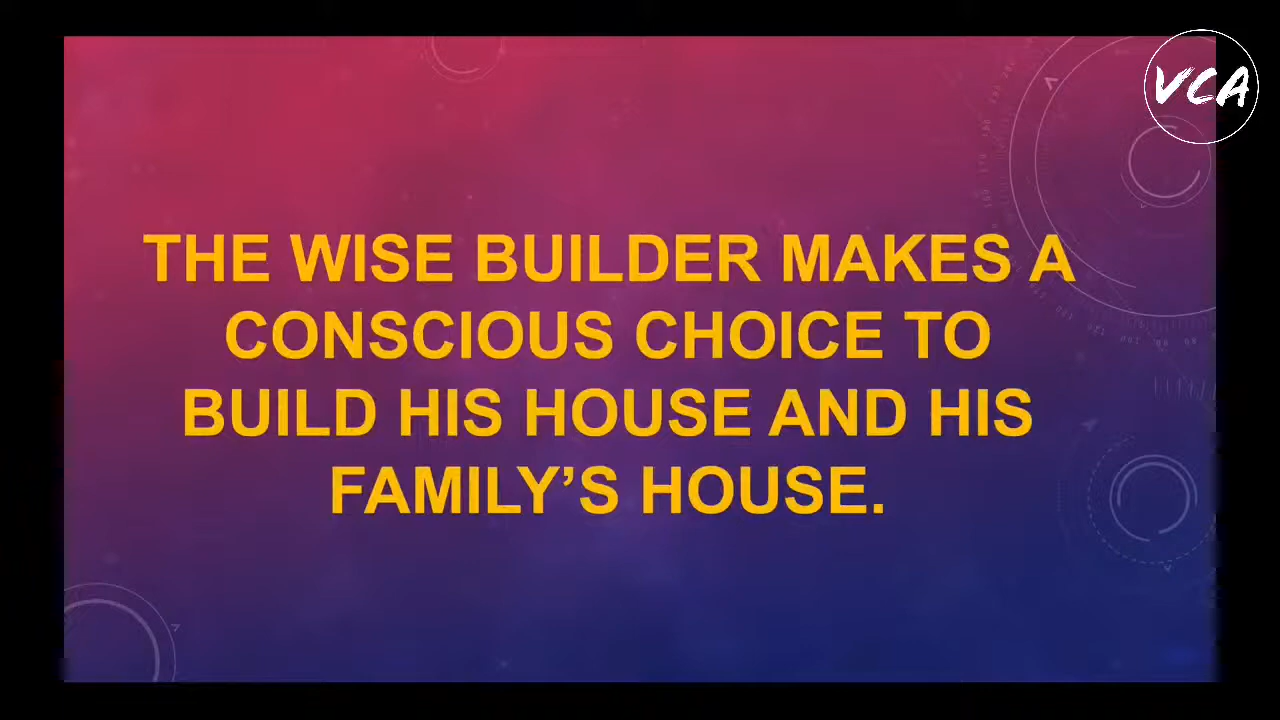 VCA
THE WISE BUILDER MAKES A
CONSCIOUS CHOICE TO
BUILD HIS HOUSE AND HIS
FAMILY’S HOUSE.